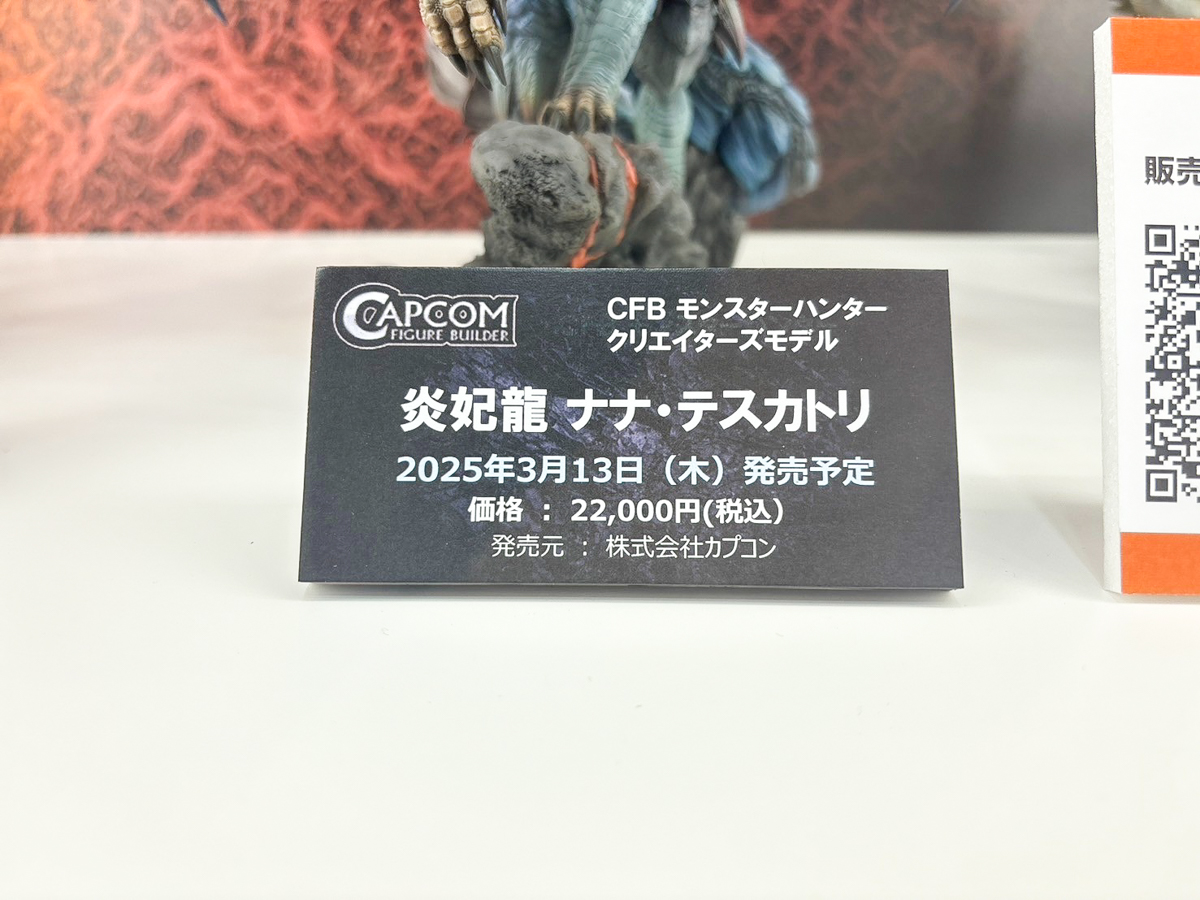 CAPCOM
FIGURE BUILDER
CFB モンスターハンター
クリエイターズモデル
炎妃龍 ナナ・テスカトリ
2025年3月13日（木）発売予定
価格 ： 22,000円(税込）
発売元 ： 株式会社カプコン
販売